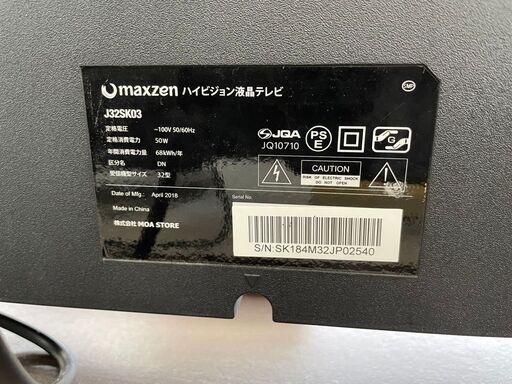 maxzen ハイビジョン液晶テレビ
J32SK03
定格電圧 : ~100V 50/60Hz
定格消費電力 : 50W
年間消費電力量 : 68kWh/年
区分名 : DN
受信機型サイズ : 32型
Date of Mfg.: April 2018
Made in China
株式会社 MOA STORE
SMP
JQA
JQ10710
PS
E
G
CAUTION
RISK OF ELECTRIC SHOCK
DO NOT OPEN
Serial No.
S/N:SK184M32JP02540